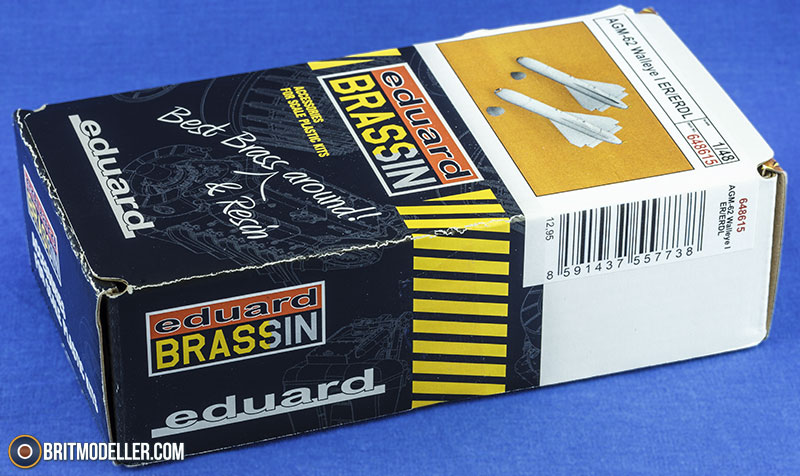 eduard
Best Brass around!!
& Resin
ACCESSORIES
FOR SCALE PLASTIC KITS
eduard
BRASSIN
AGM-62 Walleye I ER/ERDL
1/48
648615
648615
AGM-62 Walleye I
ER/ERDL
12.95
8 591437 557738
eduard
BRASSIN
eduard
BRITMODELLER.COM